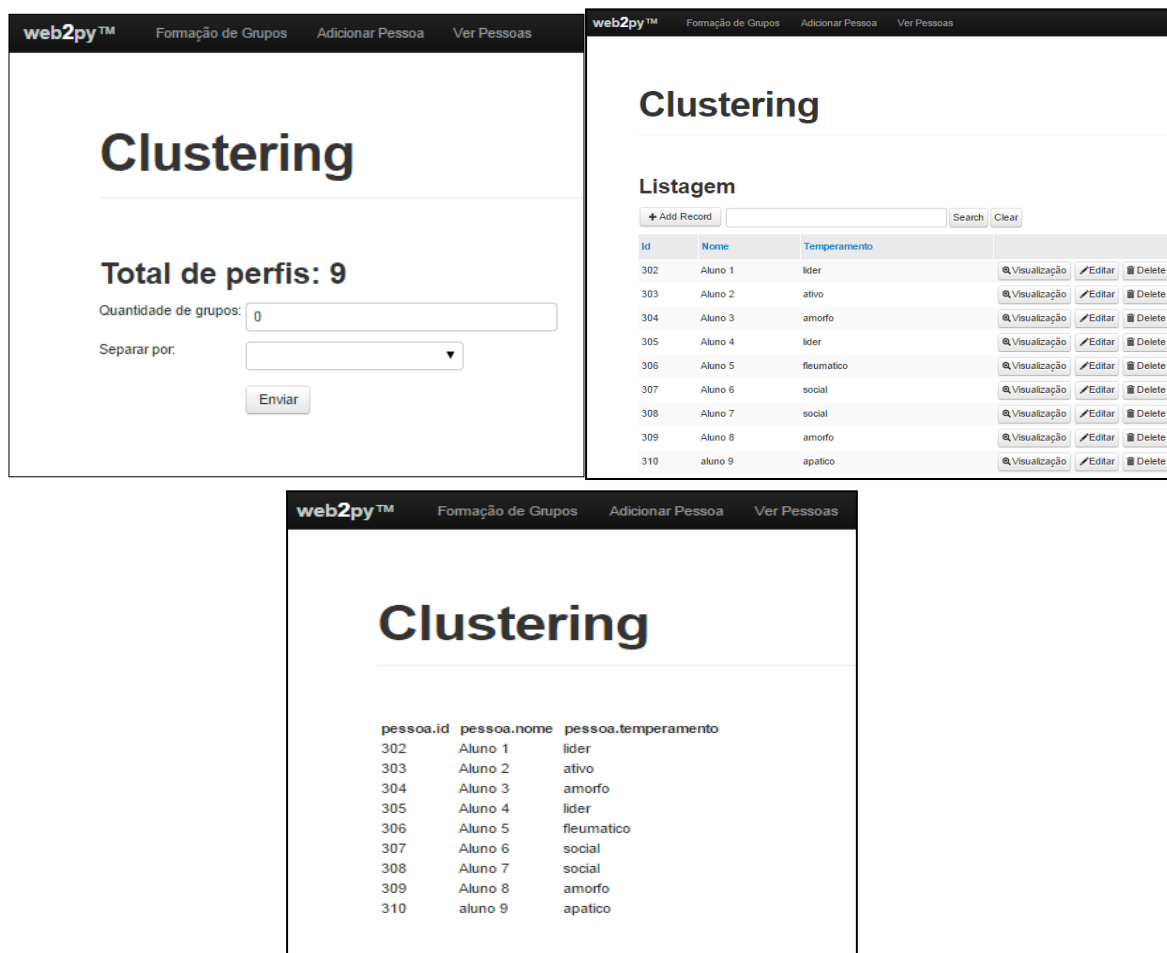 web2py™ Formação de Grupos Adicionar Pessoa Ver Pessoas
Clustering
Total de perfis: 9
Quantidade de grupos: 0
Separar por:
Enviar
web2py™ Formação de Grupos Adicionar Pessoa Ver Pessoas
Clustering
Listagem
+ Add Record Search Clear
Id Nome Temperamento
302 Aluno 1 lider Visualização Editar Delete
303 Aluno 2 ativo Visualização Editar Delete
304 Aluno 3 amorfo Visualização Editar Delete
305 Aluno 4 lider Visualização Editar Delete
306 Aluno 5 fleumatico Visualização Editar Delete
307 Aluno 6 social Visualização Editar Delete
308 Aluno 7 social Visualização Editar Delete
309 Aluno 8 amorfo Visualização Editar Delete
310 aluno 9 apatico Visualização Editar Delete
web2py™ Formação de Grupos Adicionar Pessoa Ver Pessoas
Clustering
pessoa.id pessoa.nome pessoa.temperamento
302 Aluno 1 lider
303 Aluno 2 ativo
304 Aluno 3 amorfo
305 Aluno 4 lider
306 Aluno 5 fleumatico
307 Aluno 6 social
308 Aluno 7 social
309 Aluno 8 amorfo
310 aluno 9 apatico